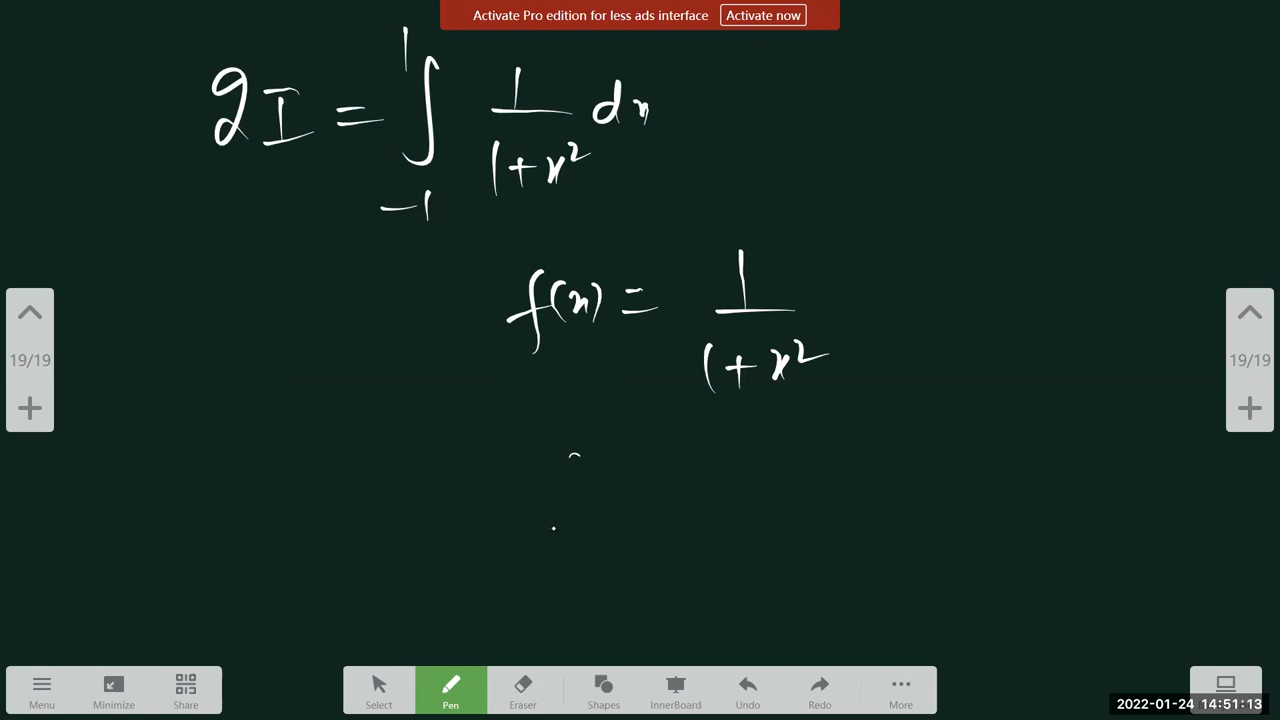 Activate Pro edition for less ads interface Activate now
2I = ∫_{-1}^{1} 1/(1+x²) dx
f(x) = 1/(1+x²)
19/19 19/19
Menu Minimize Share Select Pen Eraser Shapes InnerBoard Undo Redo More
2022-01-24 14:51:13